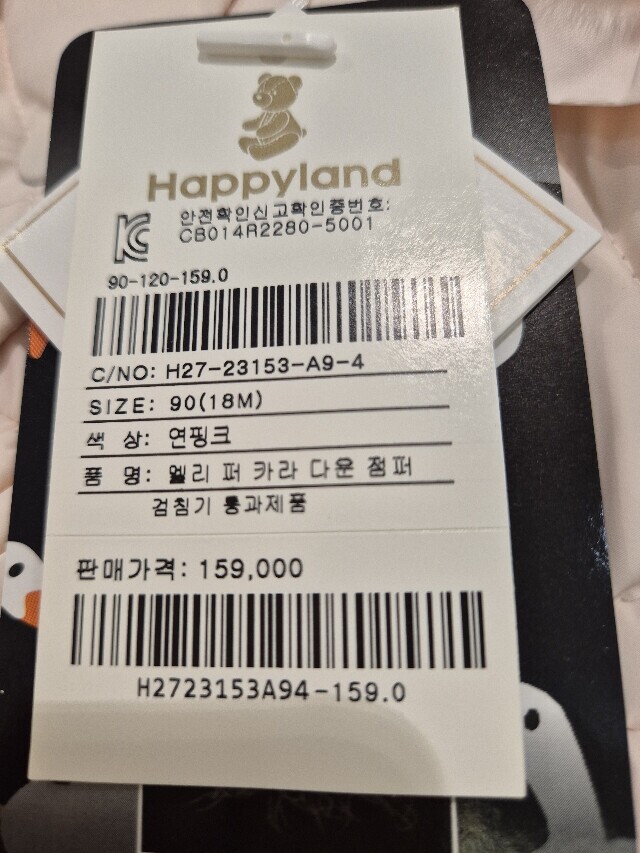 Happyland
안전확인신고확인증번호:
CB014R2280-5001
90-120-159.0
C/NO: H27-23153-A9-4
SIZE: 90(18M)
색 상: 연핑크
품 명: 엘리 퍼 카라 다운 점퍼
검침기 통과제품
판매가격: 159,000
H2723153A94-159.0